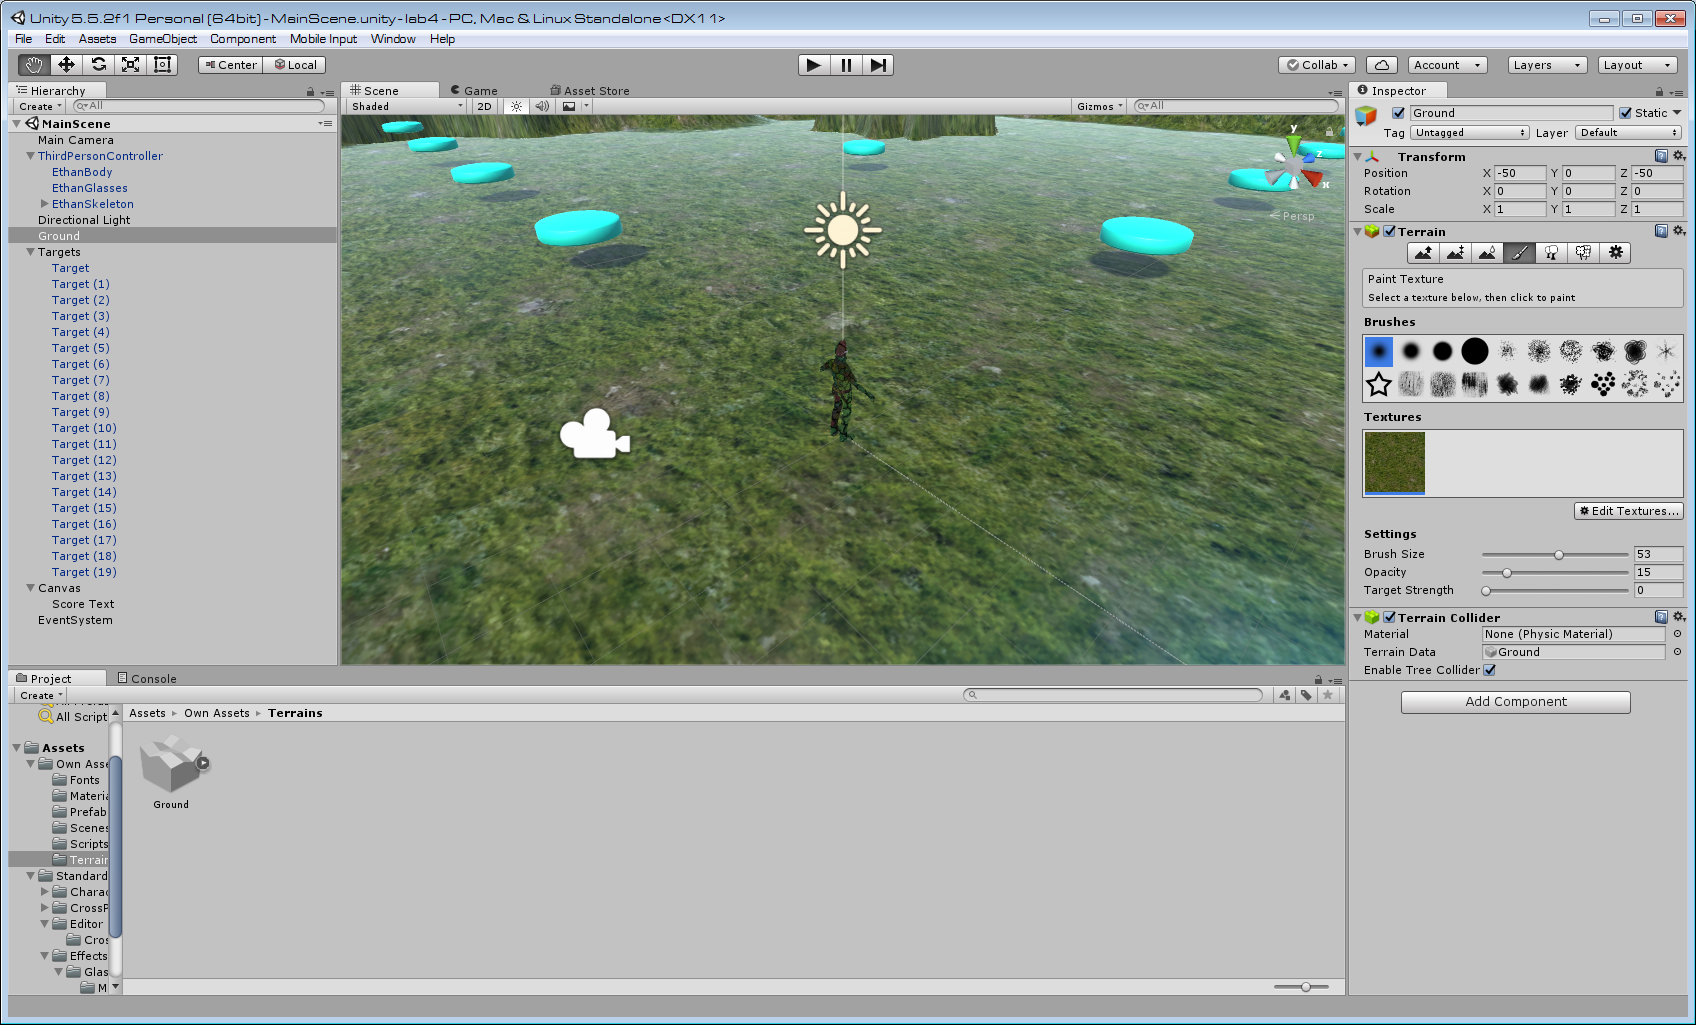 Unity 5.5.2f1 Personal (64bit) - MainScene.unity - lab4 - PC, Mac & Linux Standalone <DX11>
File Edit Assets GameObject Component Mobile Input Window Help
Center Local
Collab Account Layers Layout
Hierarchy
Create All
MainScene
Main Camera
ThirdPersonController
EthanBody
EthanGlasses
EthanSkeleton
Directional Light
Ground
Targets
Target
Target (1)
Target (2)
Target (3)
Target (4)
Target (5)
Target (6)
Target (7)
Target (8)
Target (9)
Target (10)
Target (11)
Target (12)
Target (13)
Target (14)
Target (15)
Target (16)
Target (17)
Target (18)
Target (19)
Canvas
Score Text
EventSystem
Scene Game Asset Store
Shaded 2D Gizmos All
y
z
x
Persp
Inspector
Ground Static
Tag Untagged Layer Default
Transform
Position X -50 Y 0 Z -50
Rotation X 0 Y 0 Z 0
Scale X 1 Y 1 Z 1
Terrain
Paint Texture
Select a texture below, then click to paint
Brushes
Textures
Edit Textures...
Settings
Brush Size 53
Opacity 15
Target Strength 0
Terrain Collider
Material None (Physic Material)
Terrain Data Ground
Enable Tree Collider
Add Component
Project Console
Create
All Script
Assets
Own Asse
Fonts
Materia
Prefab
Scenes
Scripts
Terrain
Standard
Charac
CrossP
Editor
Cros
Effects
Glas
M
Assets Own Assets Terrains
Ground